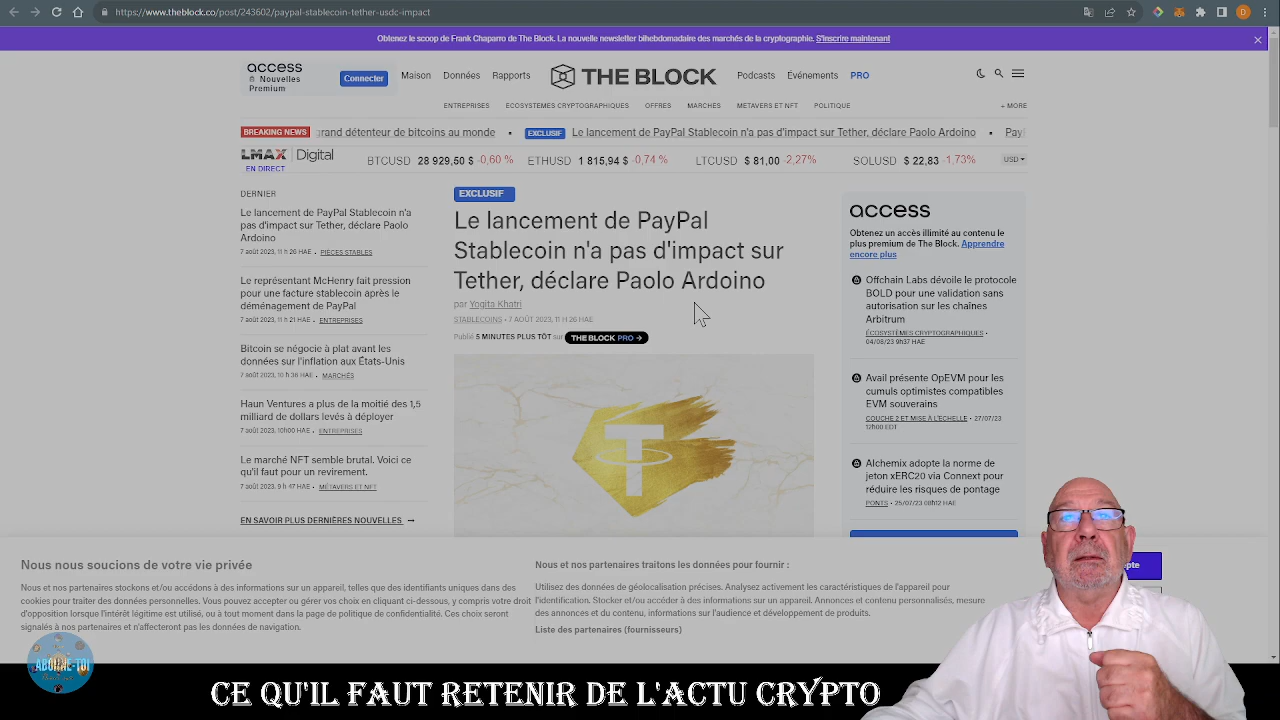 https://www.theblock.co/post/243602/paypal-stablecoin-tether-usdc-impact
Obtenez le scoop de Frank Chaparro de The Block. La nouvelle newsletter bihebdomadaire des marchés de la cryptographie. S'inscrire maintenant
access
Nouvelles
Premium
Connecter
Maison
Données
Rapports
THE BLOCK
Podcasts
Événements
PRO
ENTREPRISES
ÉCOSYSTÈMES CRYPTOGRAPHIQUES
OFFRES
MARCHÉS
MÉTAVERS ET NFT
POLITIQUE
+ MORE
BREAKING NEWS
rand détenteur de bitcoins au monde
EXCLUSIF
Le lancement de PayPal Stablecoin n'a pas d'impact sur Tether, déclare Paolo Ardoino
LMAX Digital
EN DIRECT
BTCUSD 28 929,50 $ -0,60 %
ETHUSD 1 815,94 $ -0,74 %
LTCUSD $ 81,00 -2,27%
SOLUSD $ 22,83 -1,73%
USD
DERNIER
Le lancement de PayPal Stablecoin n'a
pas d'impact sur Tether, déclare Paolo
Ardoino
7 août 2023, 11 h 26 HAE • PIÈCES STABLES
Le représentant McHenry fait pression
pour une facture stablecoin après le
déménagement de PayPal
7 août 2023, 11 h 21 HAE • ENTREPRISES
Bitcoin se négocie à plat avant les
données sur l'inflation aux États-Unis
7 août 2023, 10 h 36 HAE • MARCHÉS
Haun Ventures a plus de la moitié des 1,5
milliard de dollars levés à déployer
7 août 2023, 10h00 HAE • ENTREPRISES
Le marché NFT semble brutal. Voici ce
qu'il faut pour un revirement.
7 août 2023, 9 h 47 HAE • MÉTAVERS ET NFT
EN SAVOIR PLUS DERNIÈRES NOUVELLES →
EXCLUSIF
Le lancement de PayPal
Stablecoin n'a pas d'impact sur
Tether, déclare Paolo Ardoino
par Yogita Khatri
STABLECOINS • 7 AOÛT 2023, 11 H 26 HAE
Publié 5 MINUTES PLUS TÔT sur THE BLOCK PRO →
access
Obtenez un accès illimité au contenu le
plus premium de The Block. Apprendre
encore plus
Offchain Labs dévoile le protocole
BOLD pour une validation sans
autorisation sur les chaînes
Arbitrum
ÉCOSYSTÈMES CRYPTOGRAPHIQUES •
04/08/23 9h37 HAE
Avail présente OpEVM pour les
cumuls optimistes compatibles
EVM souverains
COUCHE 2 ET MISE À L'ÉCHELLE • 27/07/23
12h00 EDT
Alchemix adopte la norme de
jeton xERC20 via Connext pour
réduire les risques de pontage
PONTS • 25/07/23 08h12 HAE
Nous nous soucions de votre vie privée
Nous et nos partenaires stockons et/ou accédons à des informations sur un appareil, telles que des identifiants uniques dans des
cookies pour traiter des données personnelles. Vous pouvez accepter ou gérer vos choix en cliquant ci-dessous, y compris votre droit
d'opposition lorsque l'intérêt légitime est utilisé, ou à tout moment dans la page de politique de confidentialité. Ces choix seront
signalés à nos partenaires et n'affecteront pas les données de navigation.
Nous et nos partenaires traitons les données pour fournir :
Utilisez des données de géolocalisation précises. Analysez activement les caractéristiques de l'appareil pour
l'identification. Stocker et/ou accéder à des informations sur un appareil. Annonces et contenu personnalisés, mesure
des annonces et du contenu, informations sur l'audience et développement de produits.
Liste des partenaires (fournisseurs)
ABONNE-TOI
CE QU'IL FAUT RETENIR DE L'ACTU CRYPTO